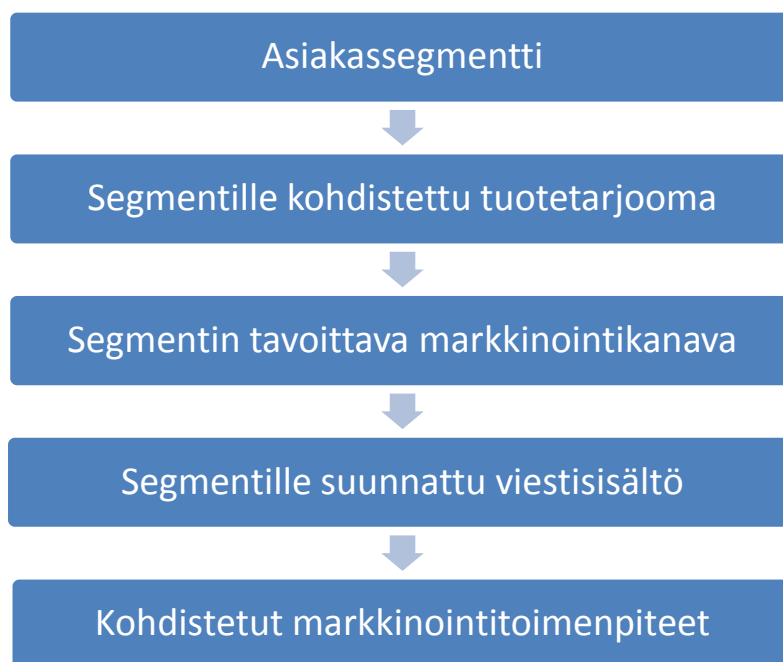 Asiakassegmentti
Segmentille kohdistettu tuotetarjooma
Segmentin tavoittava markkinointikanava
Segmentille suunnattu viestisisältö
Kohdistetut markkinointitoimenpiteet